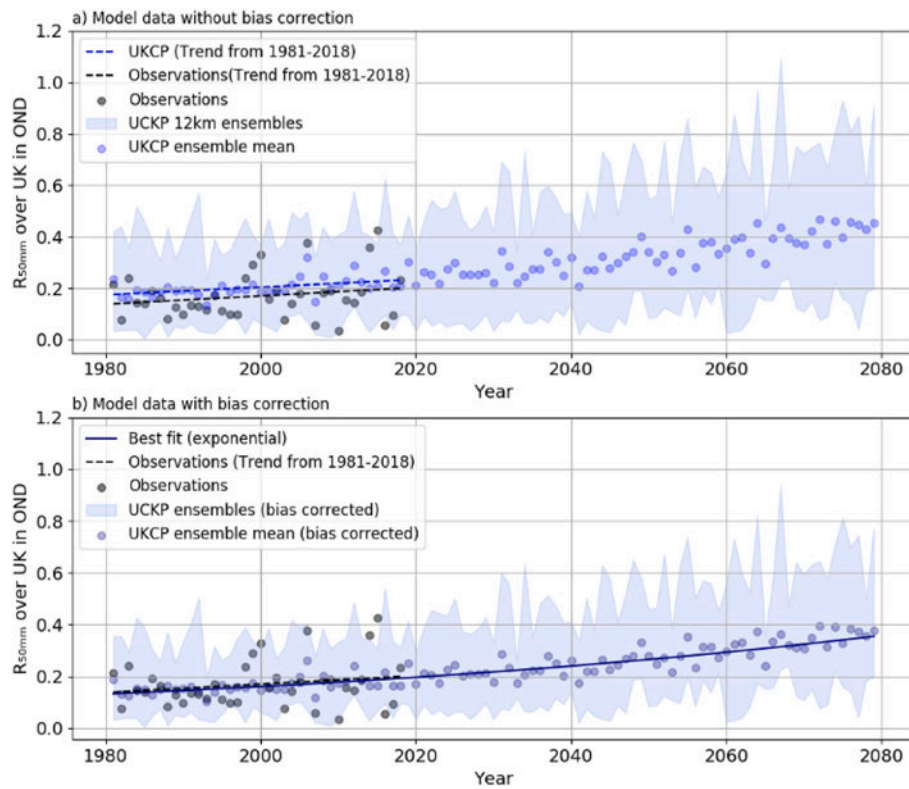 a) Model data without bias correction
1.2
1.0
0.8
0.6
0.4
0.2
0.0
R₅₀ₘₘ over UK in OND
UKCP (Trend from 1981-2018)
Observations(Trend from 1981-2018)
Observations
UCKP 12km ensembles
UKCP ensemble mean
1980 2000 2020 2040 2060 2080
Year
b) Model data with bias correction
1.2
1.0
0.8
0.6
0.4
0.2
0.0
R₅₀ₘₘ over UK in OND
Best fit (exponential)
Observations (Trend from 1981-2018)
Observations
UCKP ensembles (bias corrected)
UKCP ensemble mean (bias corrected)
1980 2000 2020 2040 2060 2080
Year